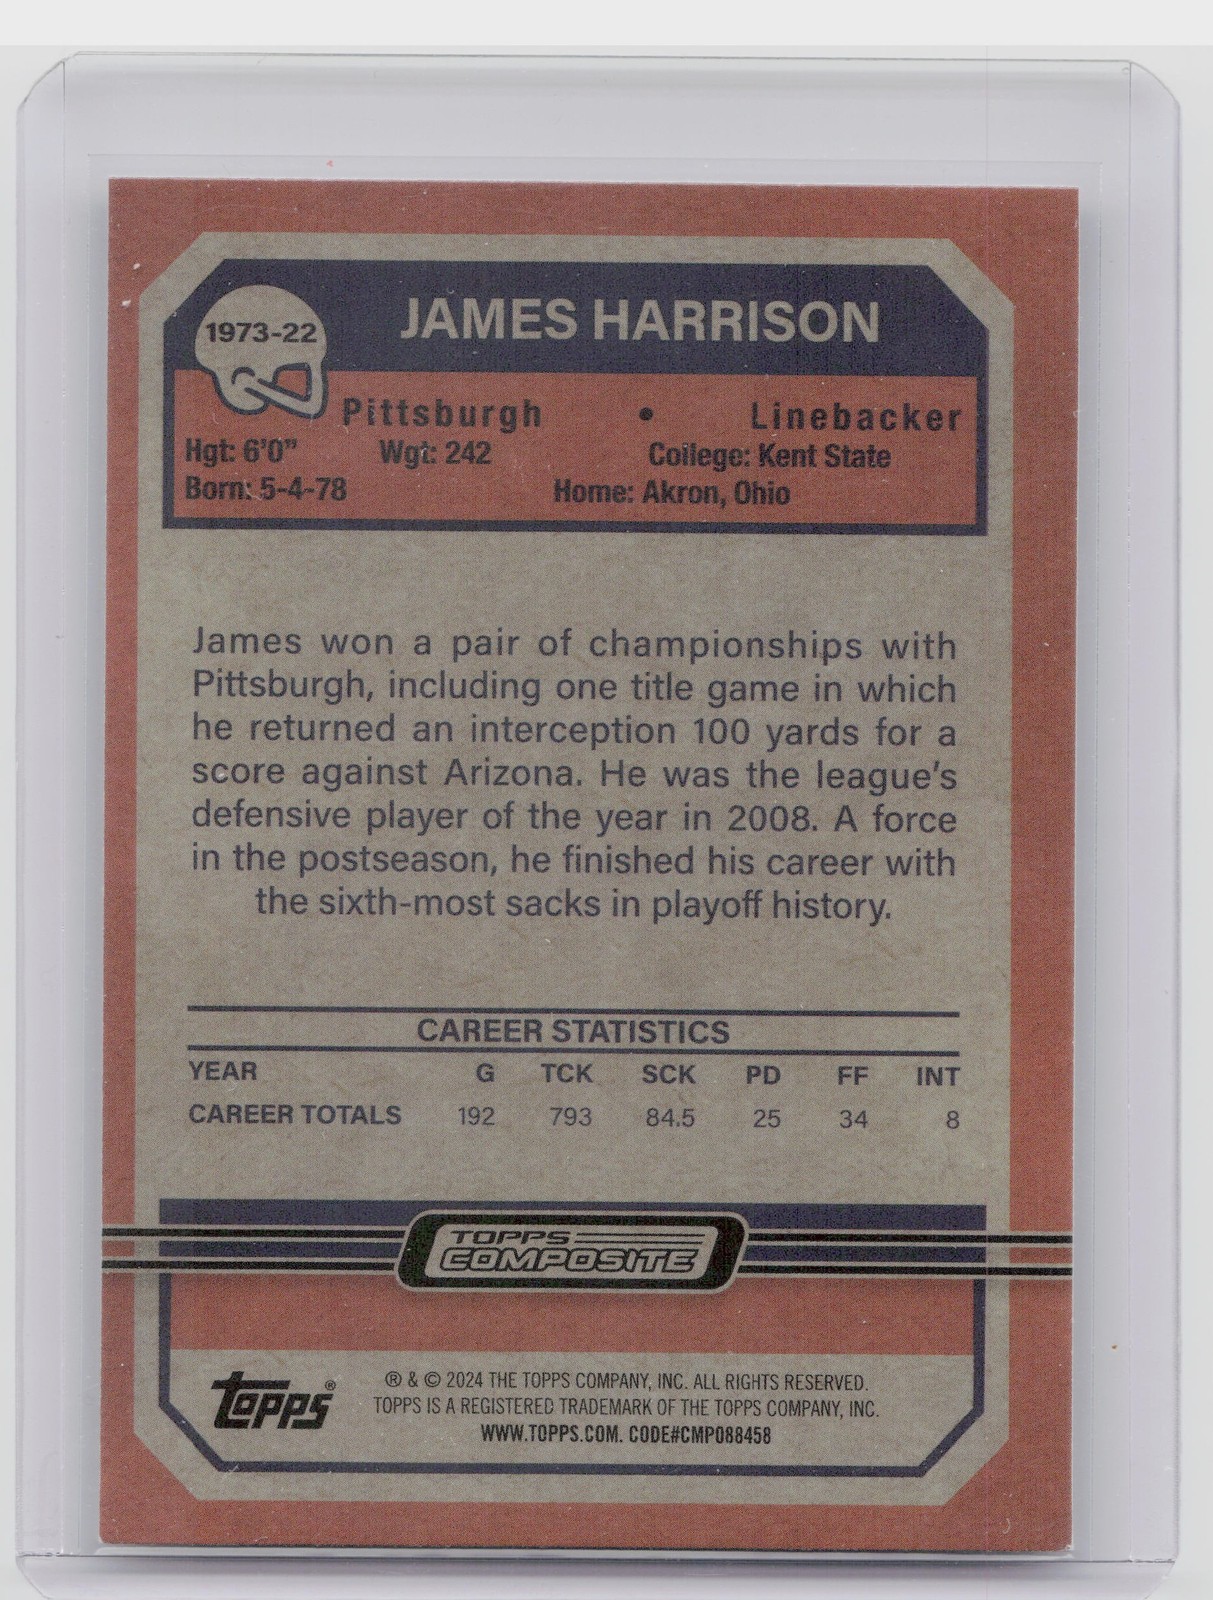 1973-22
JAMES HARRISON
Pittsburgh • Linebacker
Hgt: 6'0" Wgt: 242 College: Kent State
Born: 5-4-78 Home: Akron, Ohio
James won a pair of championships with
Pittsburgh, including one title game in which
he returned an interception 100 yards for a
score against Arizona. He was the league's
defensive player of the year in 2008. A force
in the postseason, he finished his career with
the sixth-most sacks in playoff history.
CAREER STATISTICS
YEAR G TCK SCK PD FF INT
CAREER TOTALS 192 793 84.5 25 34 8
TOPPS
COMPOSITE
topps®
® & © 2024 THE TOPPS COMPANY, INC. ALL RIGHTS RESERVED.
TOPPS IS A REGISTERED TRADEMARK OF THE TOPPS COMPANY, INC.
WWW.TOPPS.COM. CODE#CMP088458